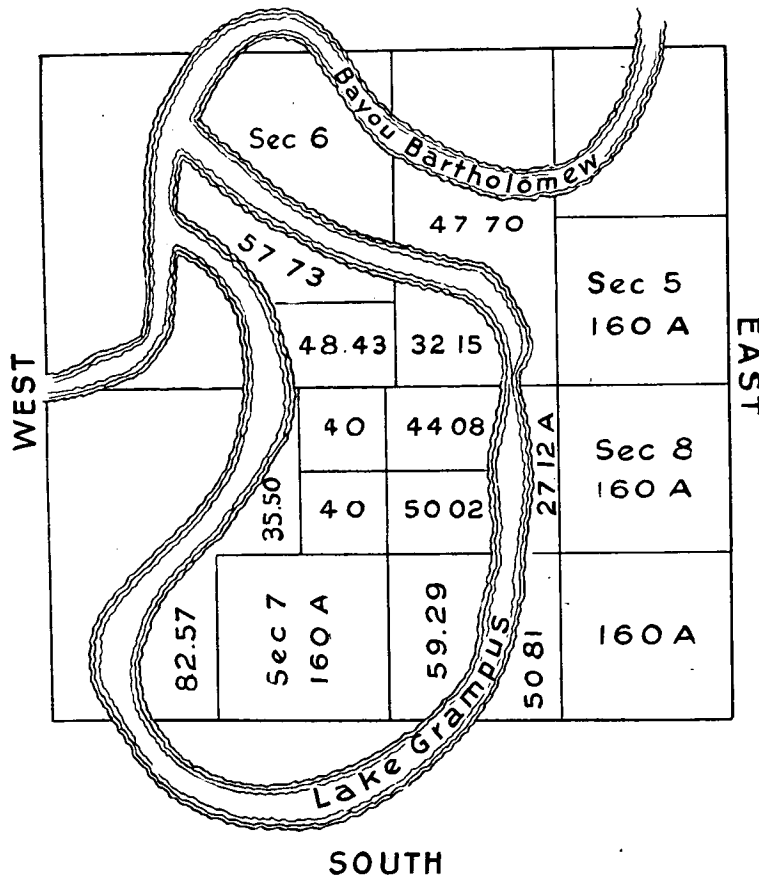 Bayou Bartholomew
Sec 6
47 70
57 73
Sec 5
160 A
48.43
32 15
WEST
EAST
40
44 08
27.12 A
Sec 8
160 A
35.50
40
50 02
82.57
Sec 7
160 A
59.29
50 81
160 A
Lake Grampus
SOUTH